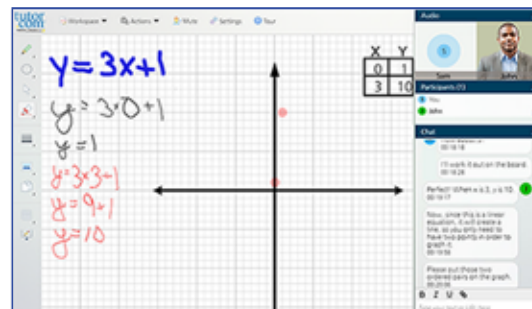 tutor.com
Workspace
Actions
Mute
Settings
Tour
y=3x+1
y=3×0+1
y=1
y=3×3+1
y=9+1
y=10
X Y
0 1
3 10
Audio
S
Sam
John
Participants (1)
You
John
Chat
I'll work it out on the board.
Perfect! When x is 3, y is 10.
Now, since this is a linear
equation, it will create a
line, so you only need to
have two points in order to
graph it.
Please put those two
ordered pairs on the graph.
B I U